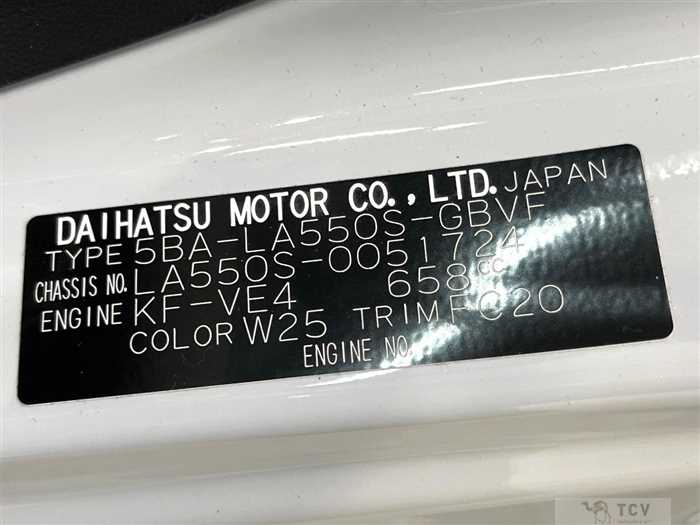 DAIHATSU MOTOR CO., LTD. JAPAN
TYPE 5BA-LA550S-GBVF
CHASSIS NO. LA550S-0051724
ENGINE KF-VE4 658cc
COLOR W25 TRIM FC20
ENGINE NO.
TCV